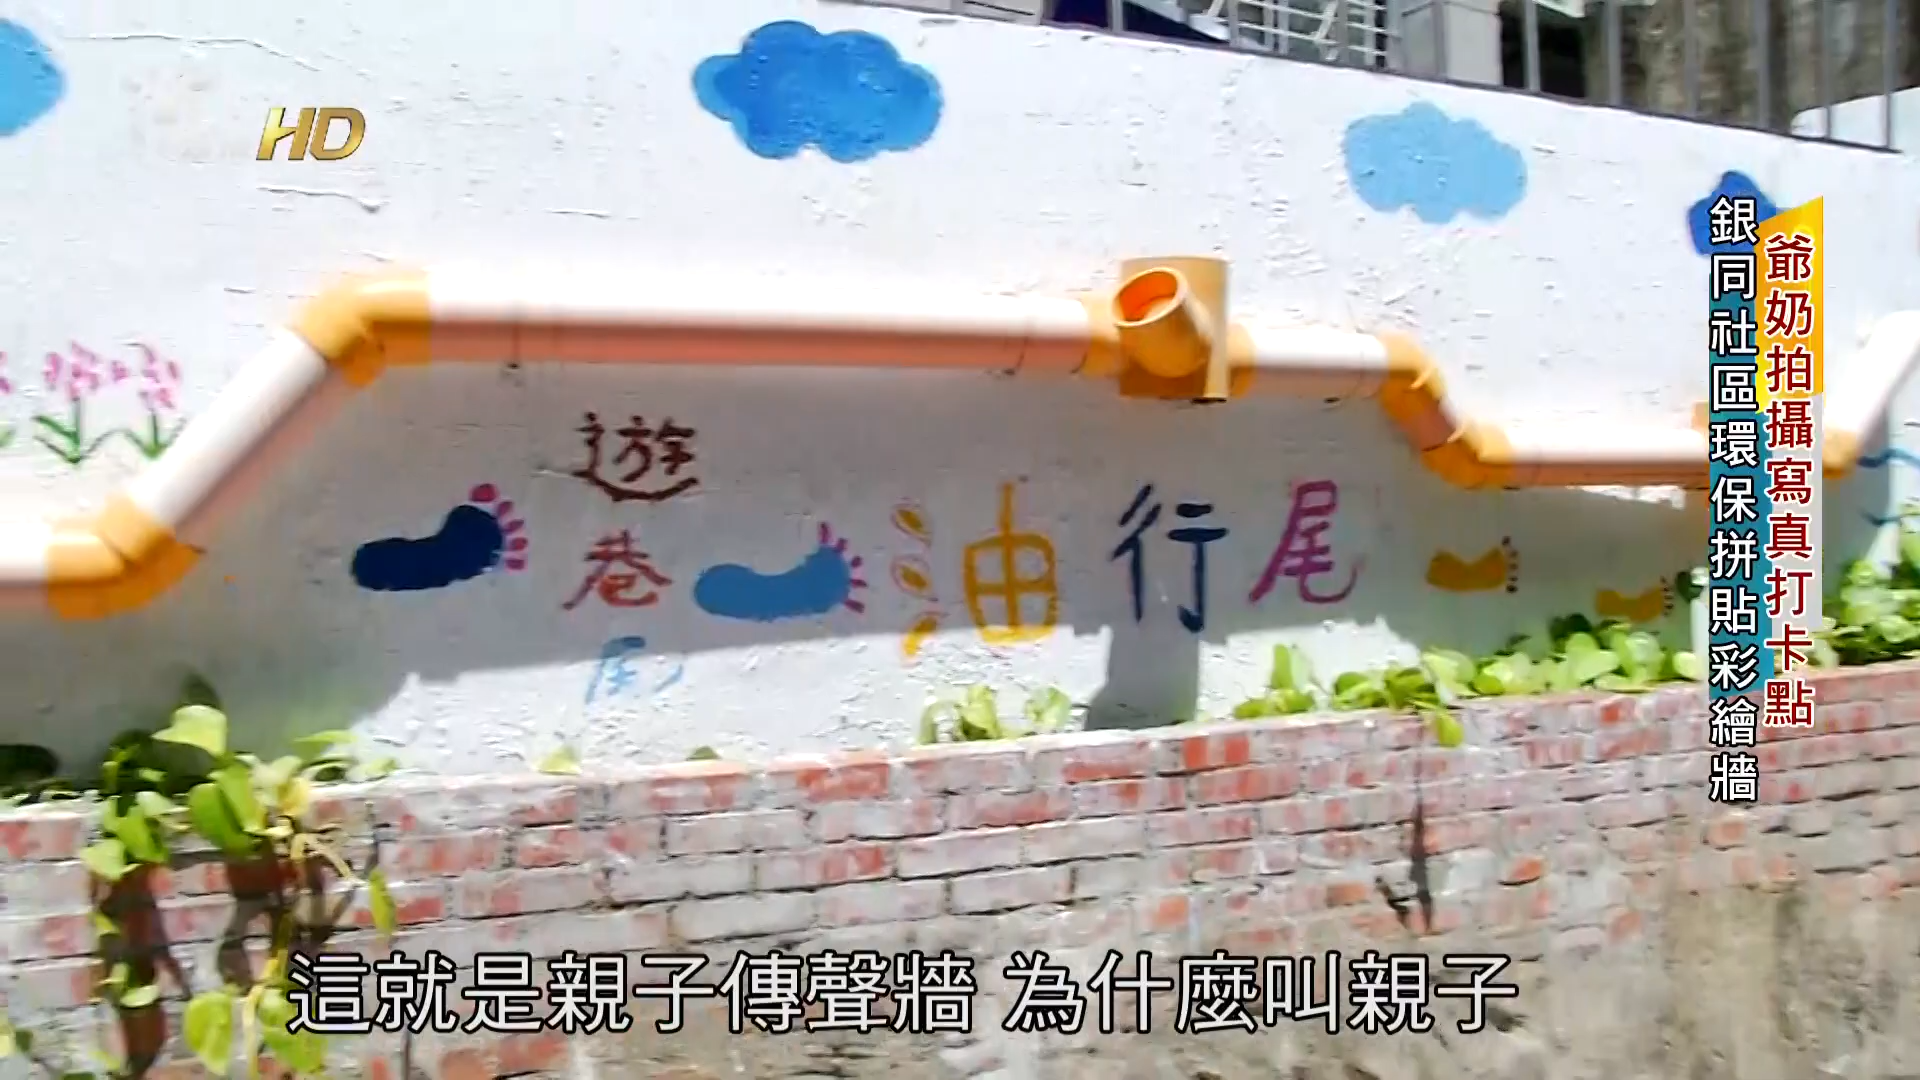 HD
爺奶拍攝寫真打卡點
銀同社區環保拼貼彩繪牆
遊
巷
尾
油行尾
這就是親子傳聲牆 為什麼叫親子